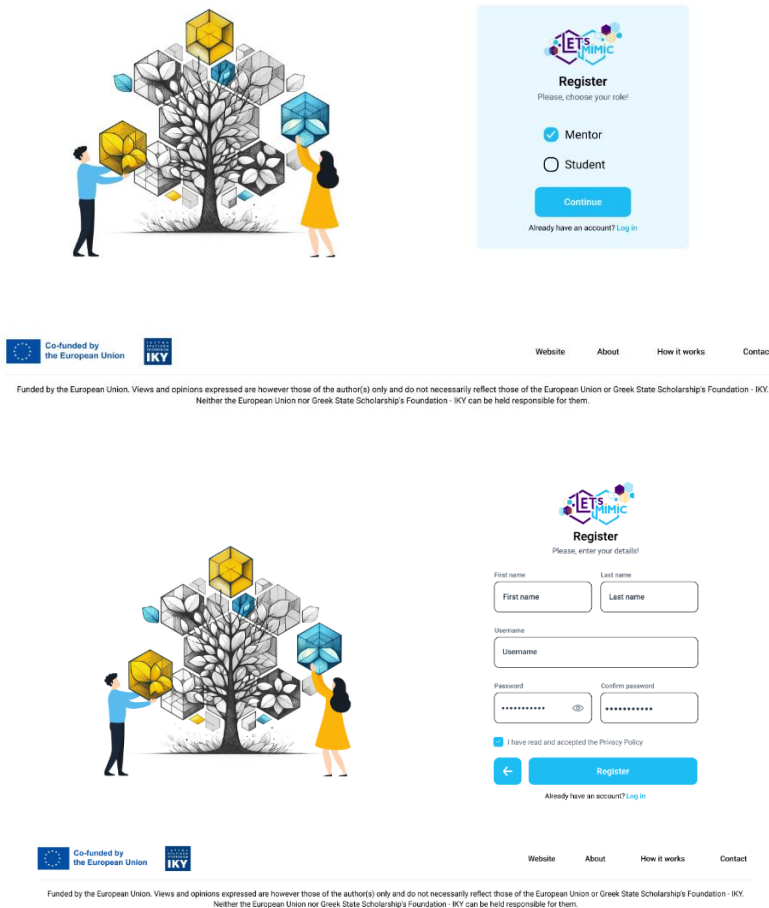 LETS
MIMIC
Register
Please, choose your role!
Mentor
Student
Continue
Already have an account? Log in
Co-funded by
the European Union
IKY
Website About How it works Contac
Funded by the European Union. Views and opinions expressed are however those of the author(s) only and do not necessarily reflect those of the European Union or Greek State Scholarship's Foundation - IKY.
Neither the European Union nor Greek State Scholarship's Foundation - IKY can be held responsible for them.
LETS
MIMIC
Register
Please, enter your details!
First name Last name
First name Last name
Username
Username
Password Confirm password
I have read and accepted the Privacy Policy
Register
Already have an account? Log in
Co-funded by
the European Union
IKY
Website About How it works Contact
Funded by the European Union. Views and opinions expressed are however those of the author(s) only and do not necessarily reflect those of the European Union or Greek State Scholarship's Foundation - IKY.
Neither the European Union nor Greek State Scholarship's Foundation - IKY can be held responsible for them.